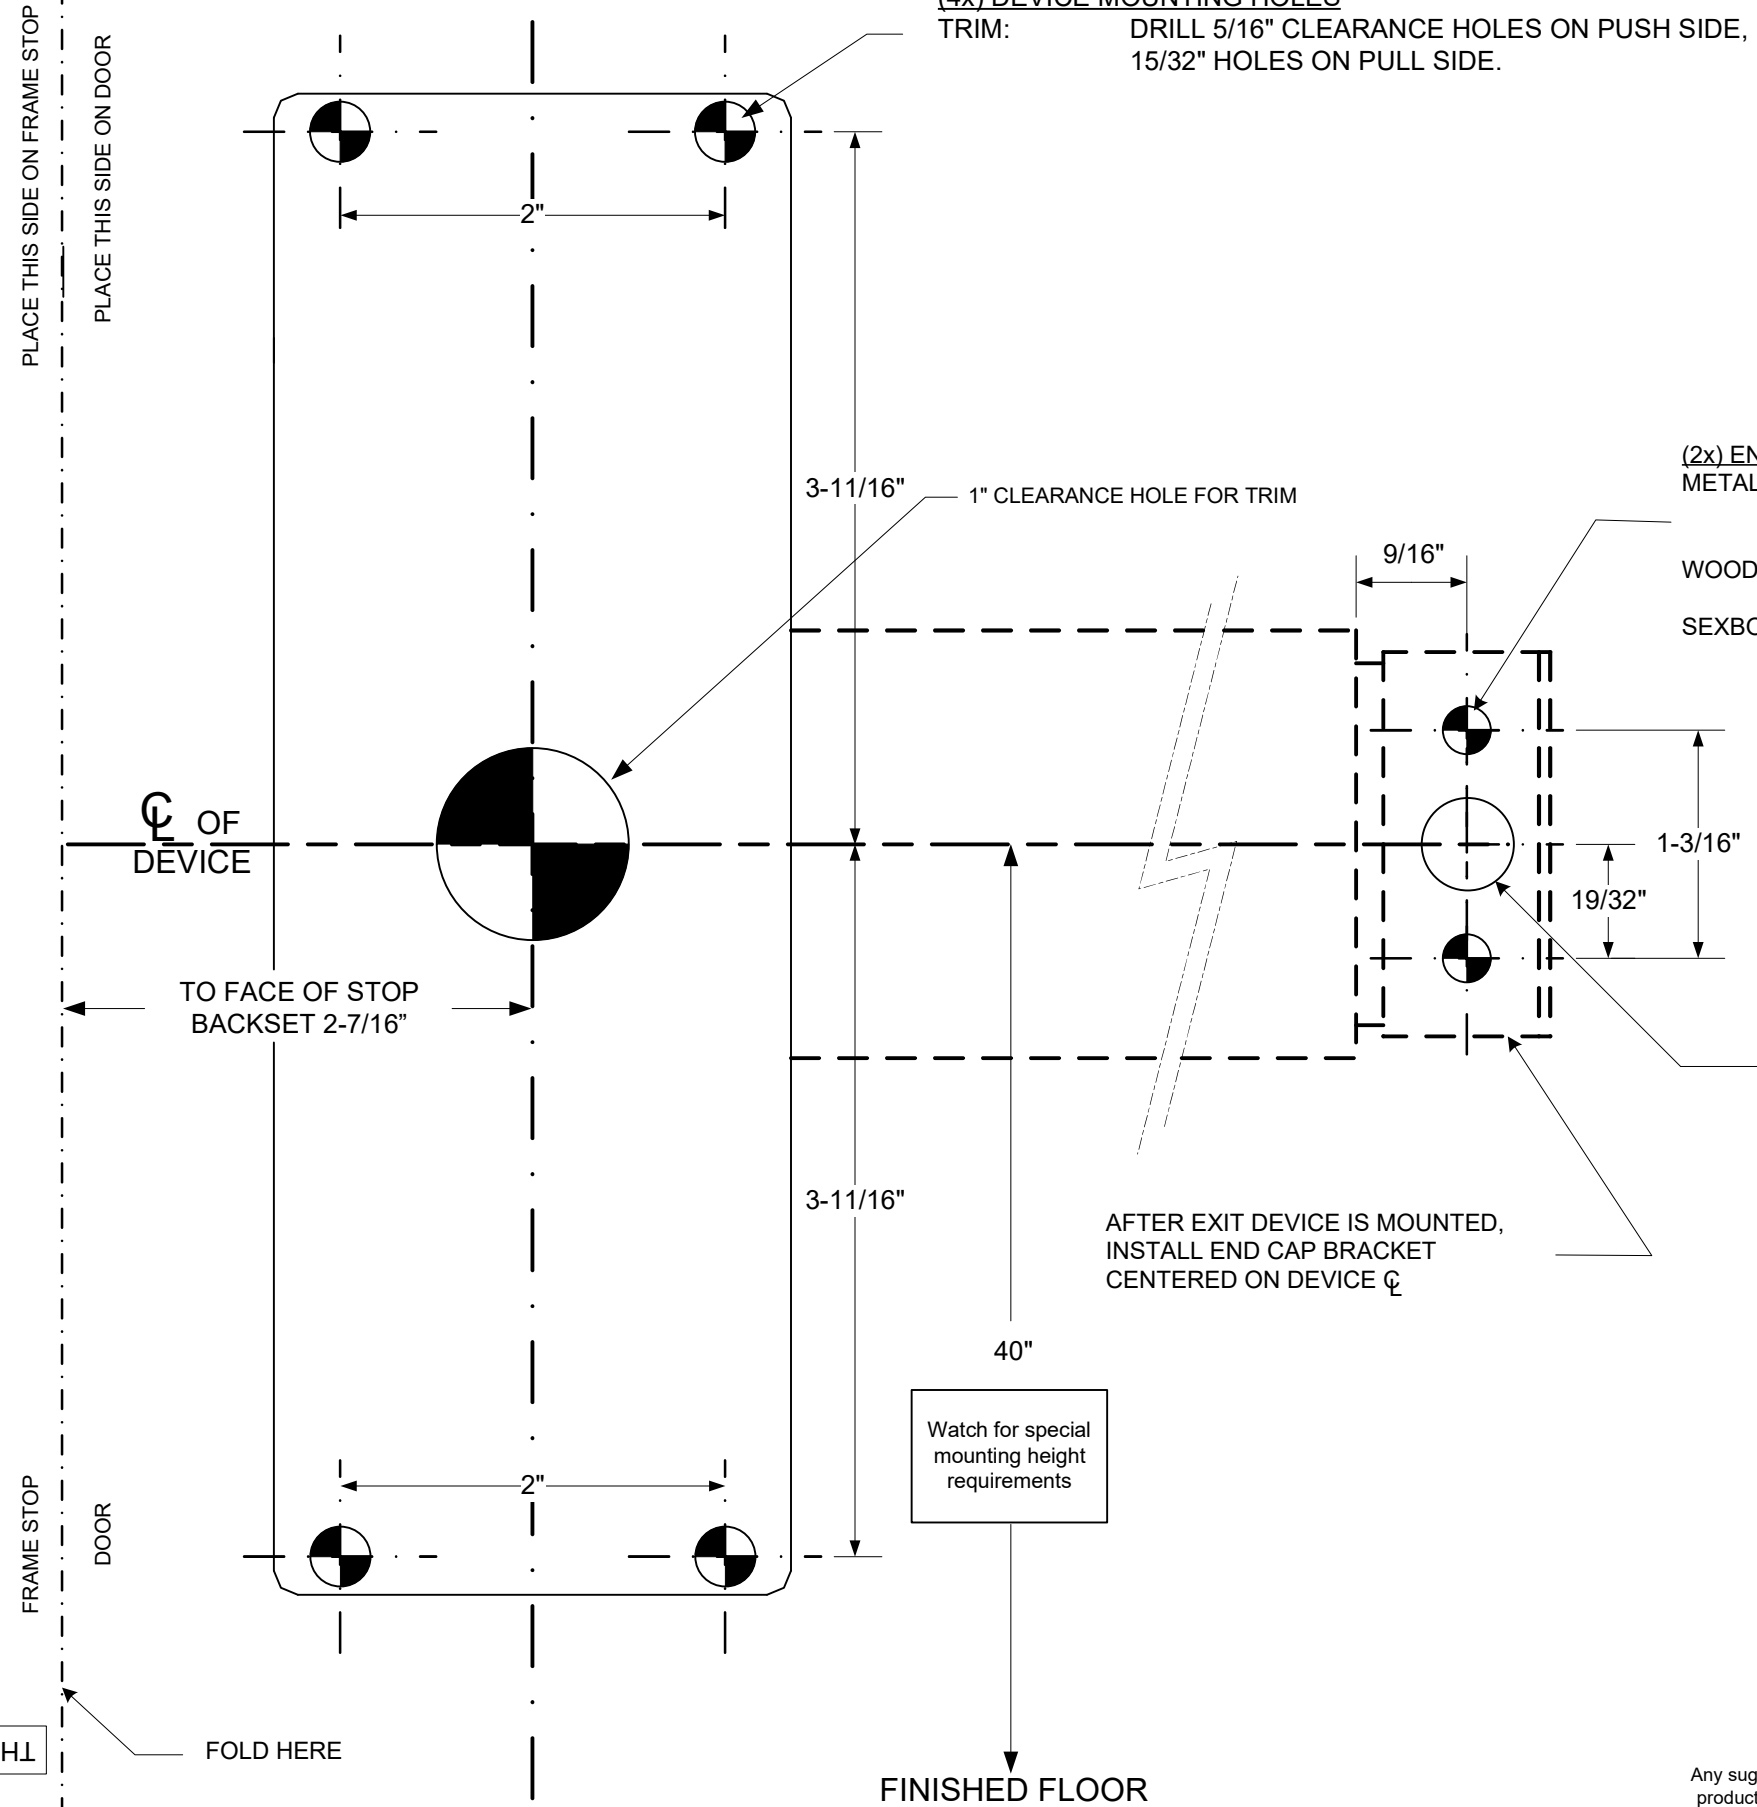 (4x) DEVICE MOUNTING HOLES
TRIM: DRILL 5/16" CLEARANCE HOLES ON PUSH SIDE,
15/32" HOLES ON PULL SIDE.
PLACE THIS SIDE ON FRAME STOP
PLACE THIS SIDE ON DOOR
2"
3-11/16"
1" CLEARANCE HOLE FOR TRIM
(2x) EN
METAL
WOOD
SEXBO
9/16"
℄ OF
DEVICE
1-3/16"
19/32"
TO FACE OF STOP
BACKSET 2-7/16”
3-11/16"
AFTER EXIT DEVICE IS MOUNTED,
INSTALL END CAP BRACKET
CENTERED ON DEVICE ℄
40"
Watch for special
mounting height
requirements
2"
FRAME STOP
DOOR
TH
FOLD HERE
FINISHED FLOOR
Any sug
product